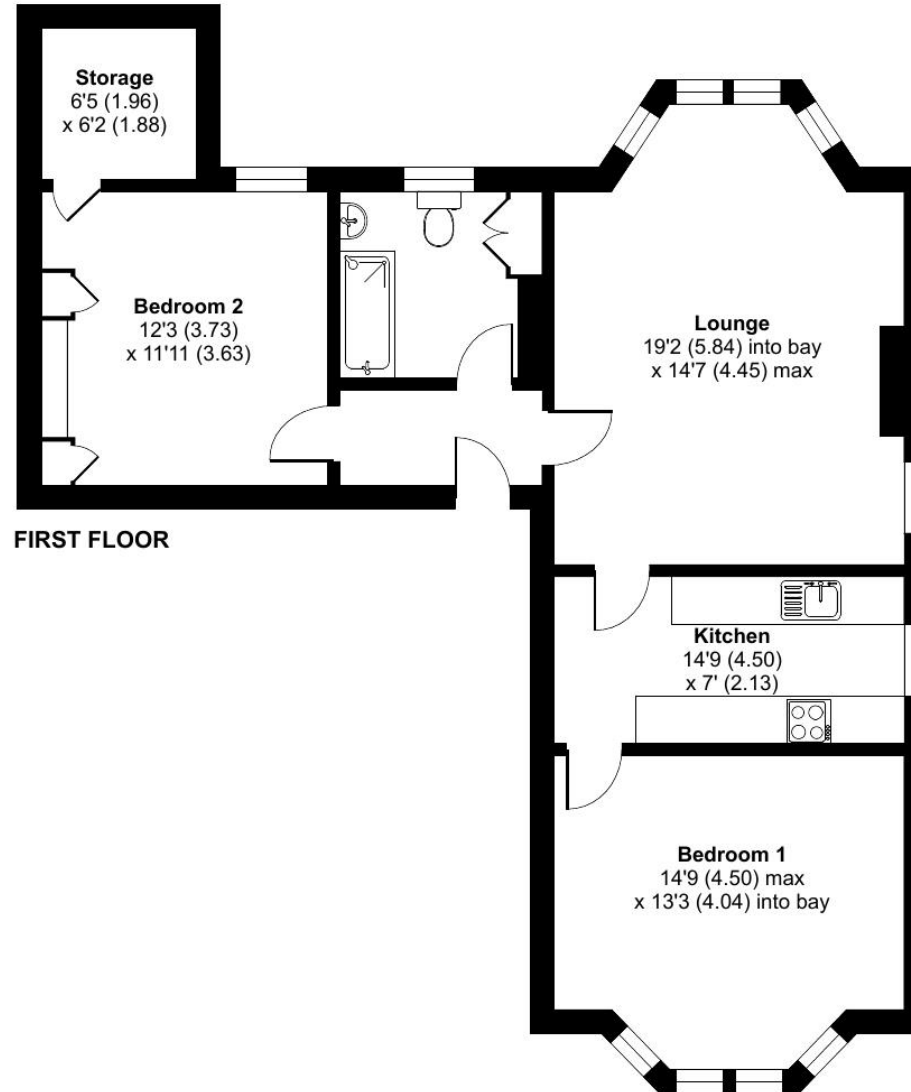 Storage
6'5 (1.96)
x 6'2 (1.88)
Bedroom 2
12'3 (3.73)
x 11'11 (3.63)
Lounge
19'2 (5.84) into bay
x 14'7 (4.45) max
FIRST FLOOR
Kitchen
14'9 (4.50)
x 7' (2.13)
Bedroom 1
14'9 (4.50) max
x 13'3 (4.04) into bay